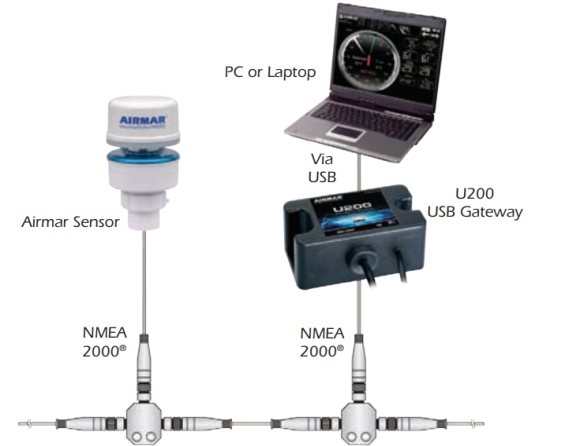 PC or Laptop
AIRMAR
Via
USB
AIRMAR
U200
U200
USB Gateway
Airmar Sensor
NMEA
2000®
NMEA
2000®